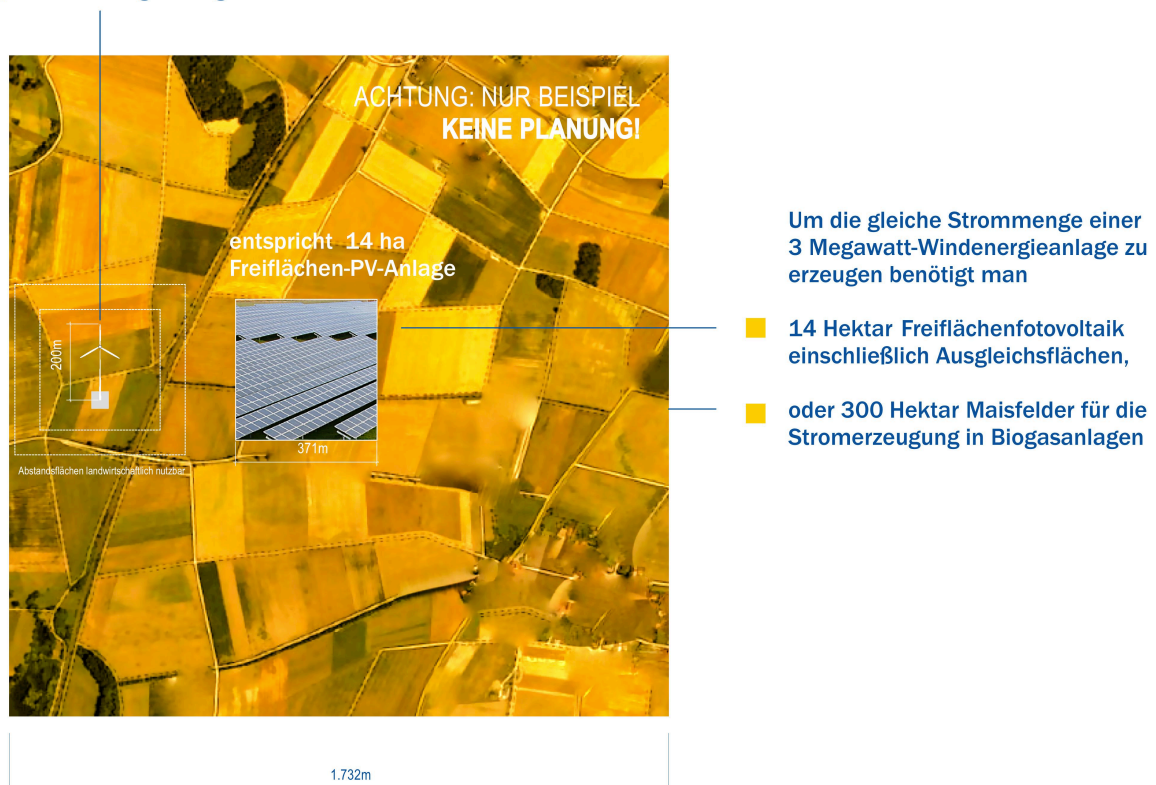 ACHTUNG: NUR BEISPIEL
KEINE PLANUNG!
entspricht 14 ha
Freiflächen-PV-Anlage
200m
371m
Abstandsflächen landwirtschaftlich nutzbar
1.732m
Um die gleiche Strommenge einer
3 Megawatt-Windenergieanlage zu
erzeugen benötigt man
14 Hektar Freiflächenfotovoltaik
einschließlich Ausgleichsflächen,
oder 300 Hektar Maisfelder für die
Stromerzeugung in Biogasanlagen